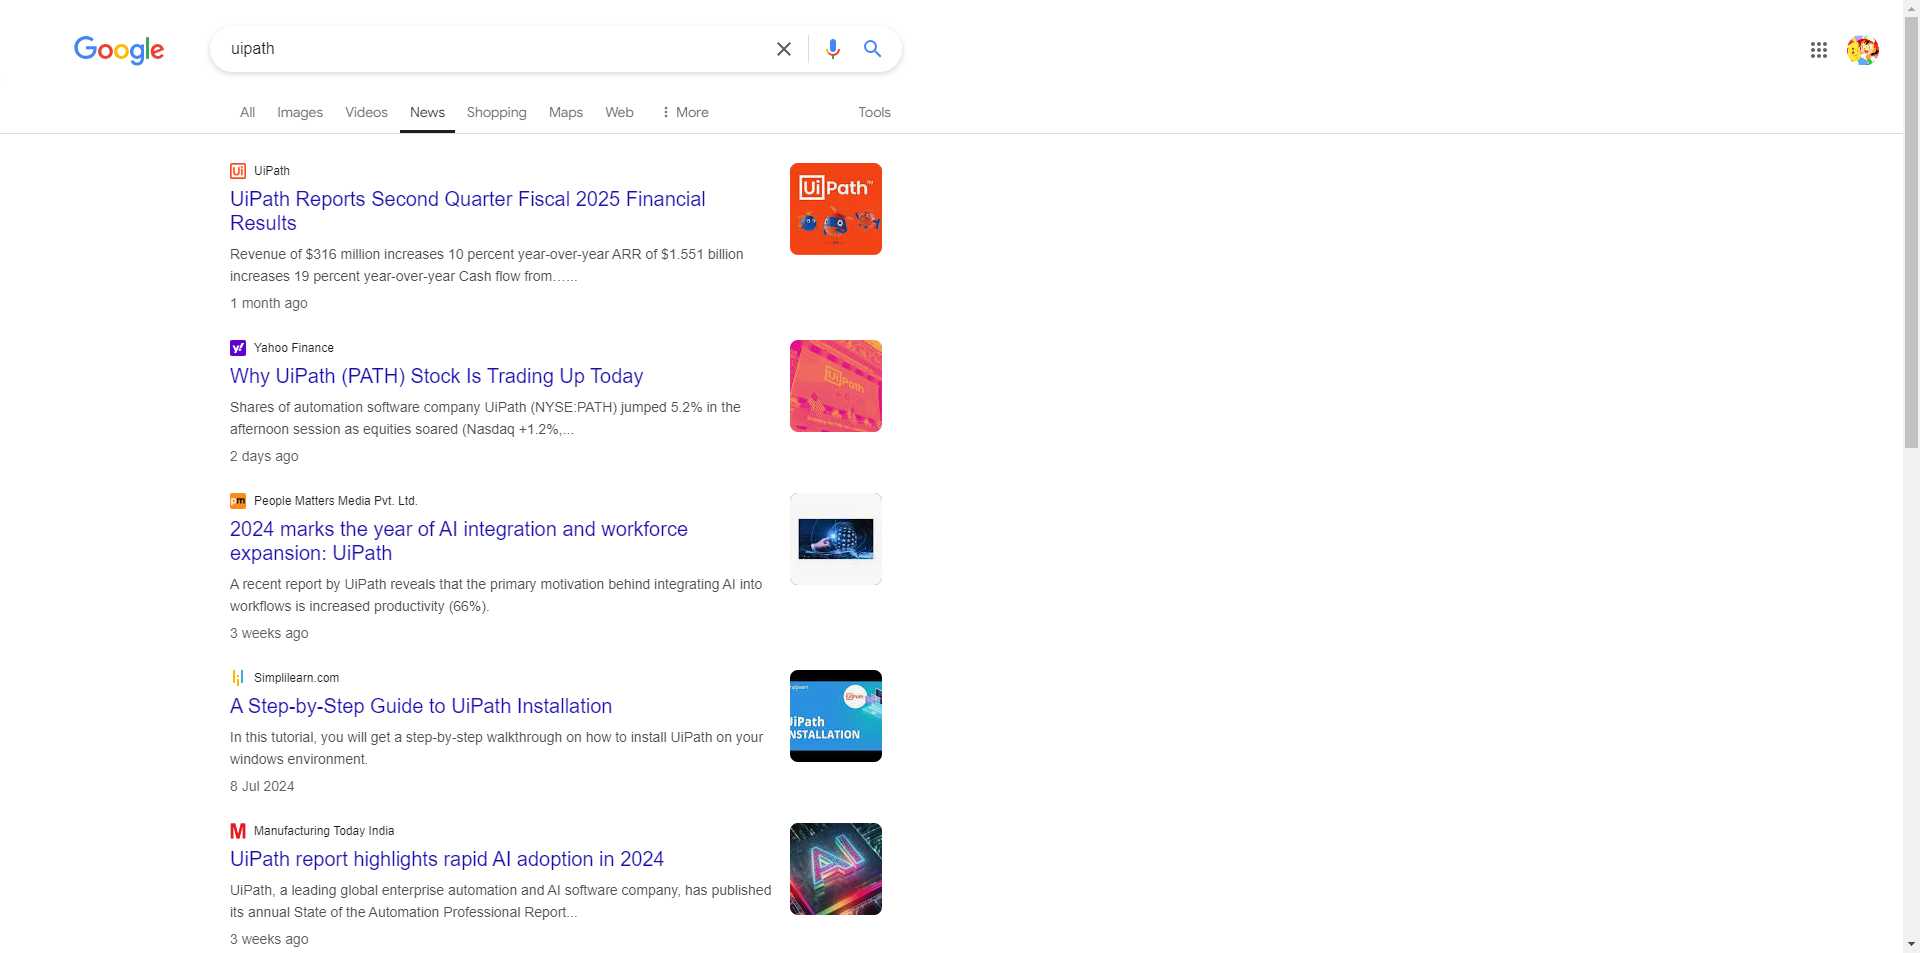 Google
uipath
All Images Videos News Shopping Maps Web More Tools
Ui UiPath
UiPath Reports Second Quarter Fiscal 2025 Financial
Results
Revenue of $316 million increases 10 percent year-over-year ARR of $1.551 billion
increases 19 percent year-over-year Cash flow from…...
1 month ago
UiPath™
y! Yahoo Finance
Why UiPath (PATH) Stock Is Trading Up Today
Shares of automation software company UiPath (NYSE:PATH) jumped 5.2% in the
afternoon session as equities soared (Nasdaq +1.2%,...
2 days ago
UiPath
pm People Matters Media Pvt. Ltd.
2024 marks the year of AI integration and workforce
expansion: UiPath
A recent report by UiPath reveals that the primary motivation behind integrating AI into
workflows is increased productivity (66%).
3 weeks ago
Simplilearn.com
A Step-by-Step Guide to UiPath Installation
In this tutorial, you will get a step-by-step walkthrough on how to install UiPath on your
windows environment.
8 Jul 2024
UiPath
INSTALLATION
M Manufacturing Today India
UiPath report highlights rapid AI adoption in 2024
UiPath, a leading global enterprise automation and AI software company, has published
its annual State of the Automation Professional Report...
3 weeks ago
AI